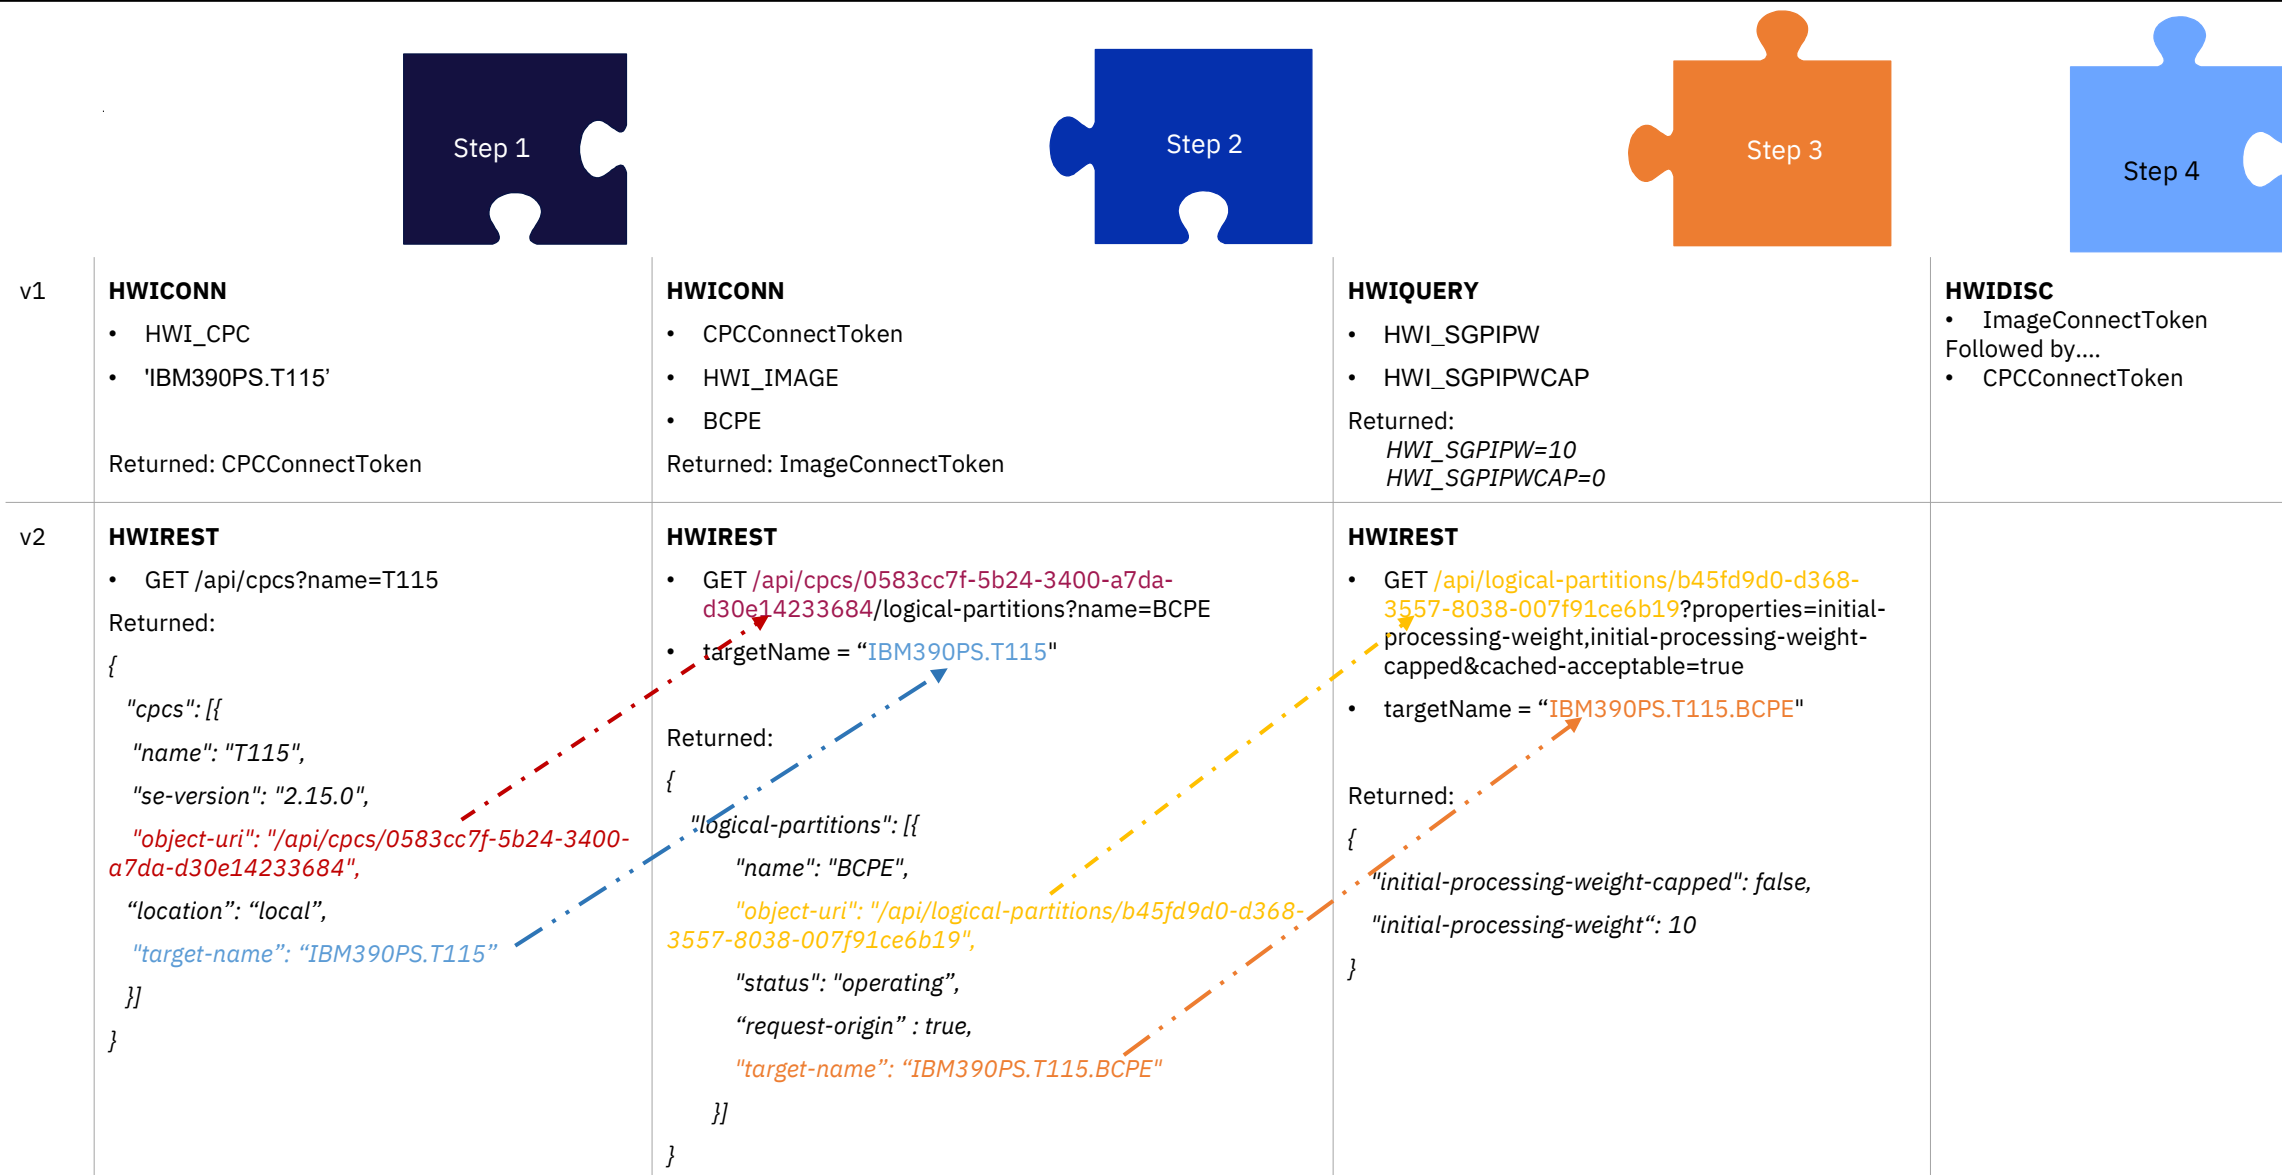 Step 1
Step 2
Step 3
Step 4
v1
HWICONN
• HWI_CPC
• 'IBM390PS.T115’
Returned: CPCConnectToken
HWICONN
• CPCConnectToken
• HWI_IMAGE
• BCPE
Returned: ImageConnectToken
HWIQUERY
• HWI_SGPIPW
• HWI_SGPIPWCAP
Returned:
HWI_SGPIPW=10
HWI_SGPIPWCAP=0
HWIDISC
• ImageConnectToken
Followed by....
• CPCConnectToken
v2
HWIREST
• GET /api/cpcs?name=T115
Returned:
{
"cpcs": [{
"name": "T115",
"se-version": "2.15.0",
"object-uri": "/api/cpcs/0583cc7f-5b24-3400-
a7da-d30e14233684",
“location”: “local”,
"target-name”: “IBM390PS.T115”
}]
}
HWIREST
• GET /api/cpcs/0583cc7f-5b24-3400-a7da-
d30e14233684/logical-partitions?name=BCPE
• targetName = “IBM390PS.T115"
Returned:
{
"logical-partitions": [{
"name": "BCPE",
"object-uri": "/api/logical-partitions/b45fd9d0-d368-
3557-8038-007f91ce6b19",
"status": "operating”,
“request-origin” : true,
"target-name”: “IBM390PS.T115.BCPE"
}]
}
HWIREST
• GET /api/logical-partitions/b45fd9d0-d368-
3557-8038-007f91ce6b19?properties=initial-
processing-weight,initial-processing-weight-
capped&cached-acceptable=true
• targetName = “IBM390PS.T115.BCPE"
Returned:
{
"initial-processing-weight-capped": false,
"initial-processing-weight“: 10
}